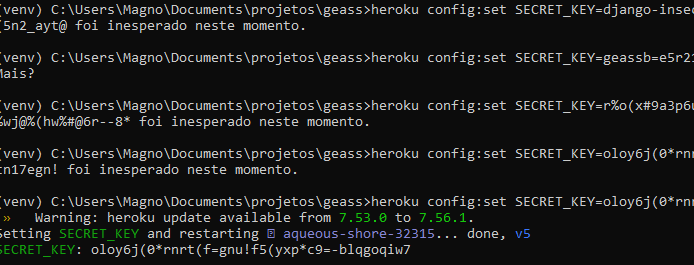 (venv) C:\Users\Magno\Documents\projetos\geass>heroku config:set SECRET_KEY=django-insec
[5n2_ayt@ foi inesperado neste momento.
(venv) C:\Users\Magno\Documents\projetos\geass>heroku config:set SECRET_KEY=geassb=e5r21
Mais?
(venv) C:\Users\Magno\Documents\projetos\geass>heroku config:set SECRET_KEY=r%o(x#9a3p6u
%wj@%(hw%#@6r--8* foi inesperado neste momento.
(venv) C:\Users\Magno\Documents\projetos\geass>heroku config:set SECRET_KEY=oloy6j(0*rnr
tn17egn! foi inesperado neste momento.
(venv) C:\Users\Magno\Documents\projetos\geass>heroku config:set SECRET_KEY=oloy6j(0*rnr
» Warning: heroku update available from 7.53.0 to 7.56.1.
Setting SECRET_KEY and restarting aqueous-shore-32315... done, v5
SECRET_KEY: oloy6j(0*rnrt(f=gnu!f5(yxp*c9=-blqgoqiw7